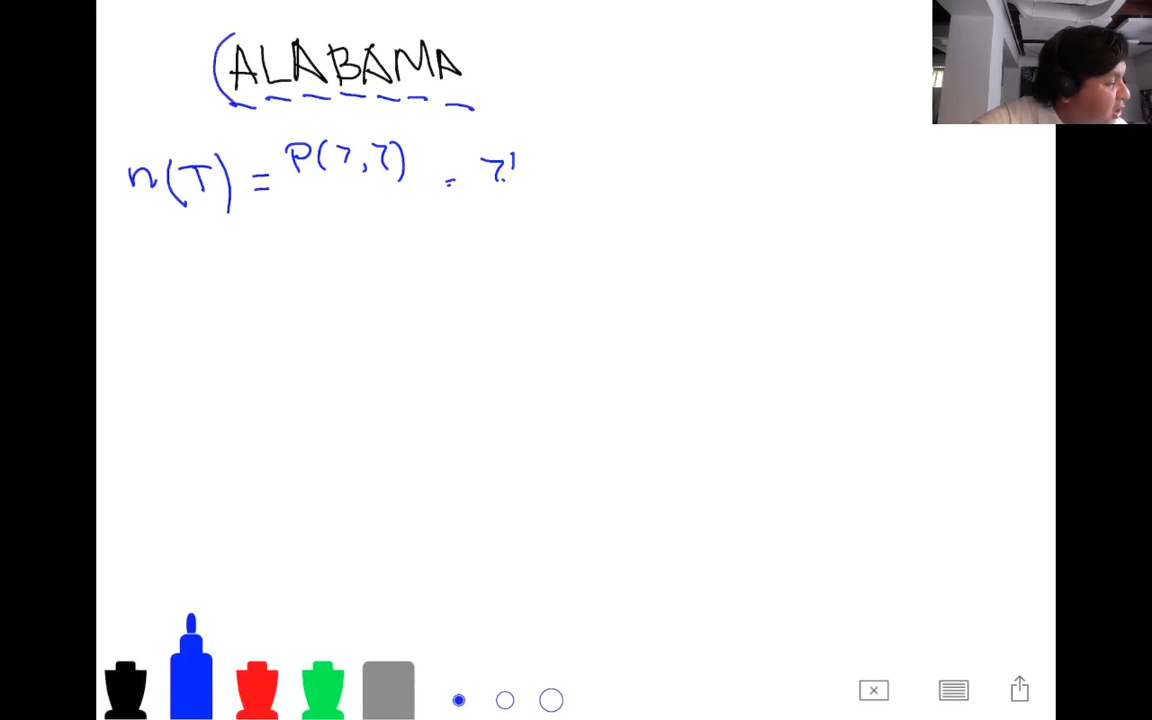 (ALABAMA
n(T) = P(7,7) = 7!